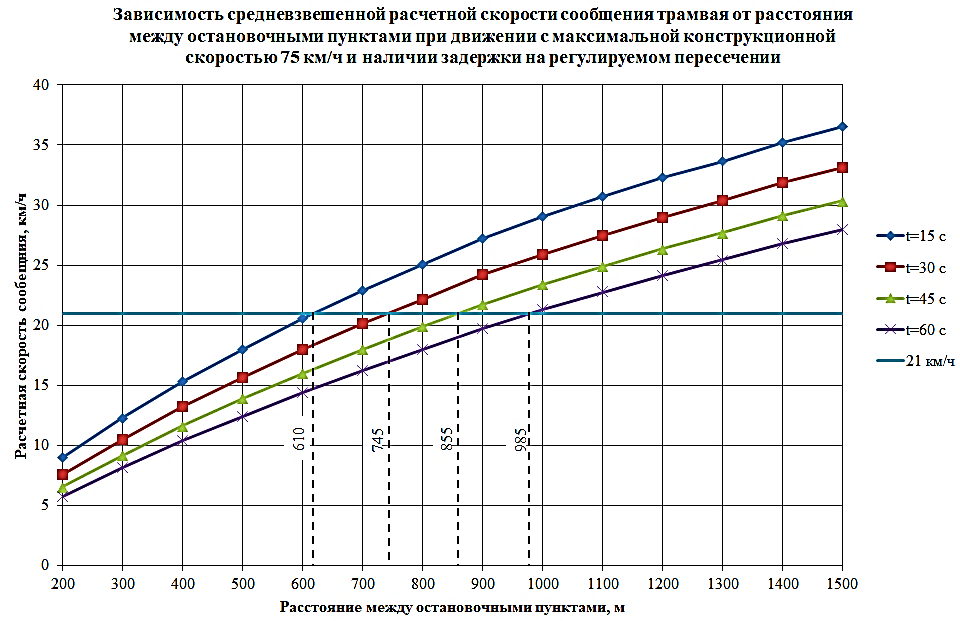 Зависимость средневзвешенной расчетной скорости сообщения трамвая от расстояния
между остановочными пунктами при движении с максимальной конструкционной
скоростью 75 км/ч и наличии задержки на регулируемом пересечении
Расчетная скорость сообщения, км/ч
40
35
30
25
20
15
10
5
0
610
745
855
985
t=15 с
t=30 с
t=45 с
t=60 с
21 км/ч
200 300 400 500 600 700 800 900 1000 1100 1200 1300 1400 1500
Расстояние между остановочными пунктами, м